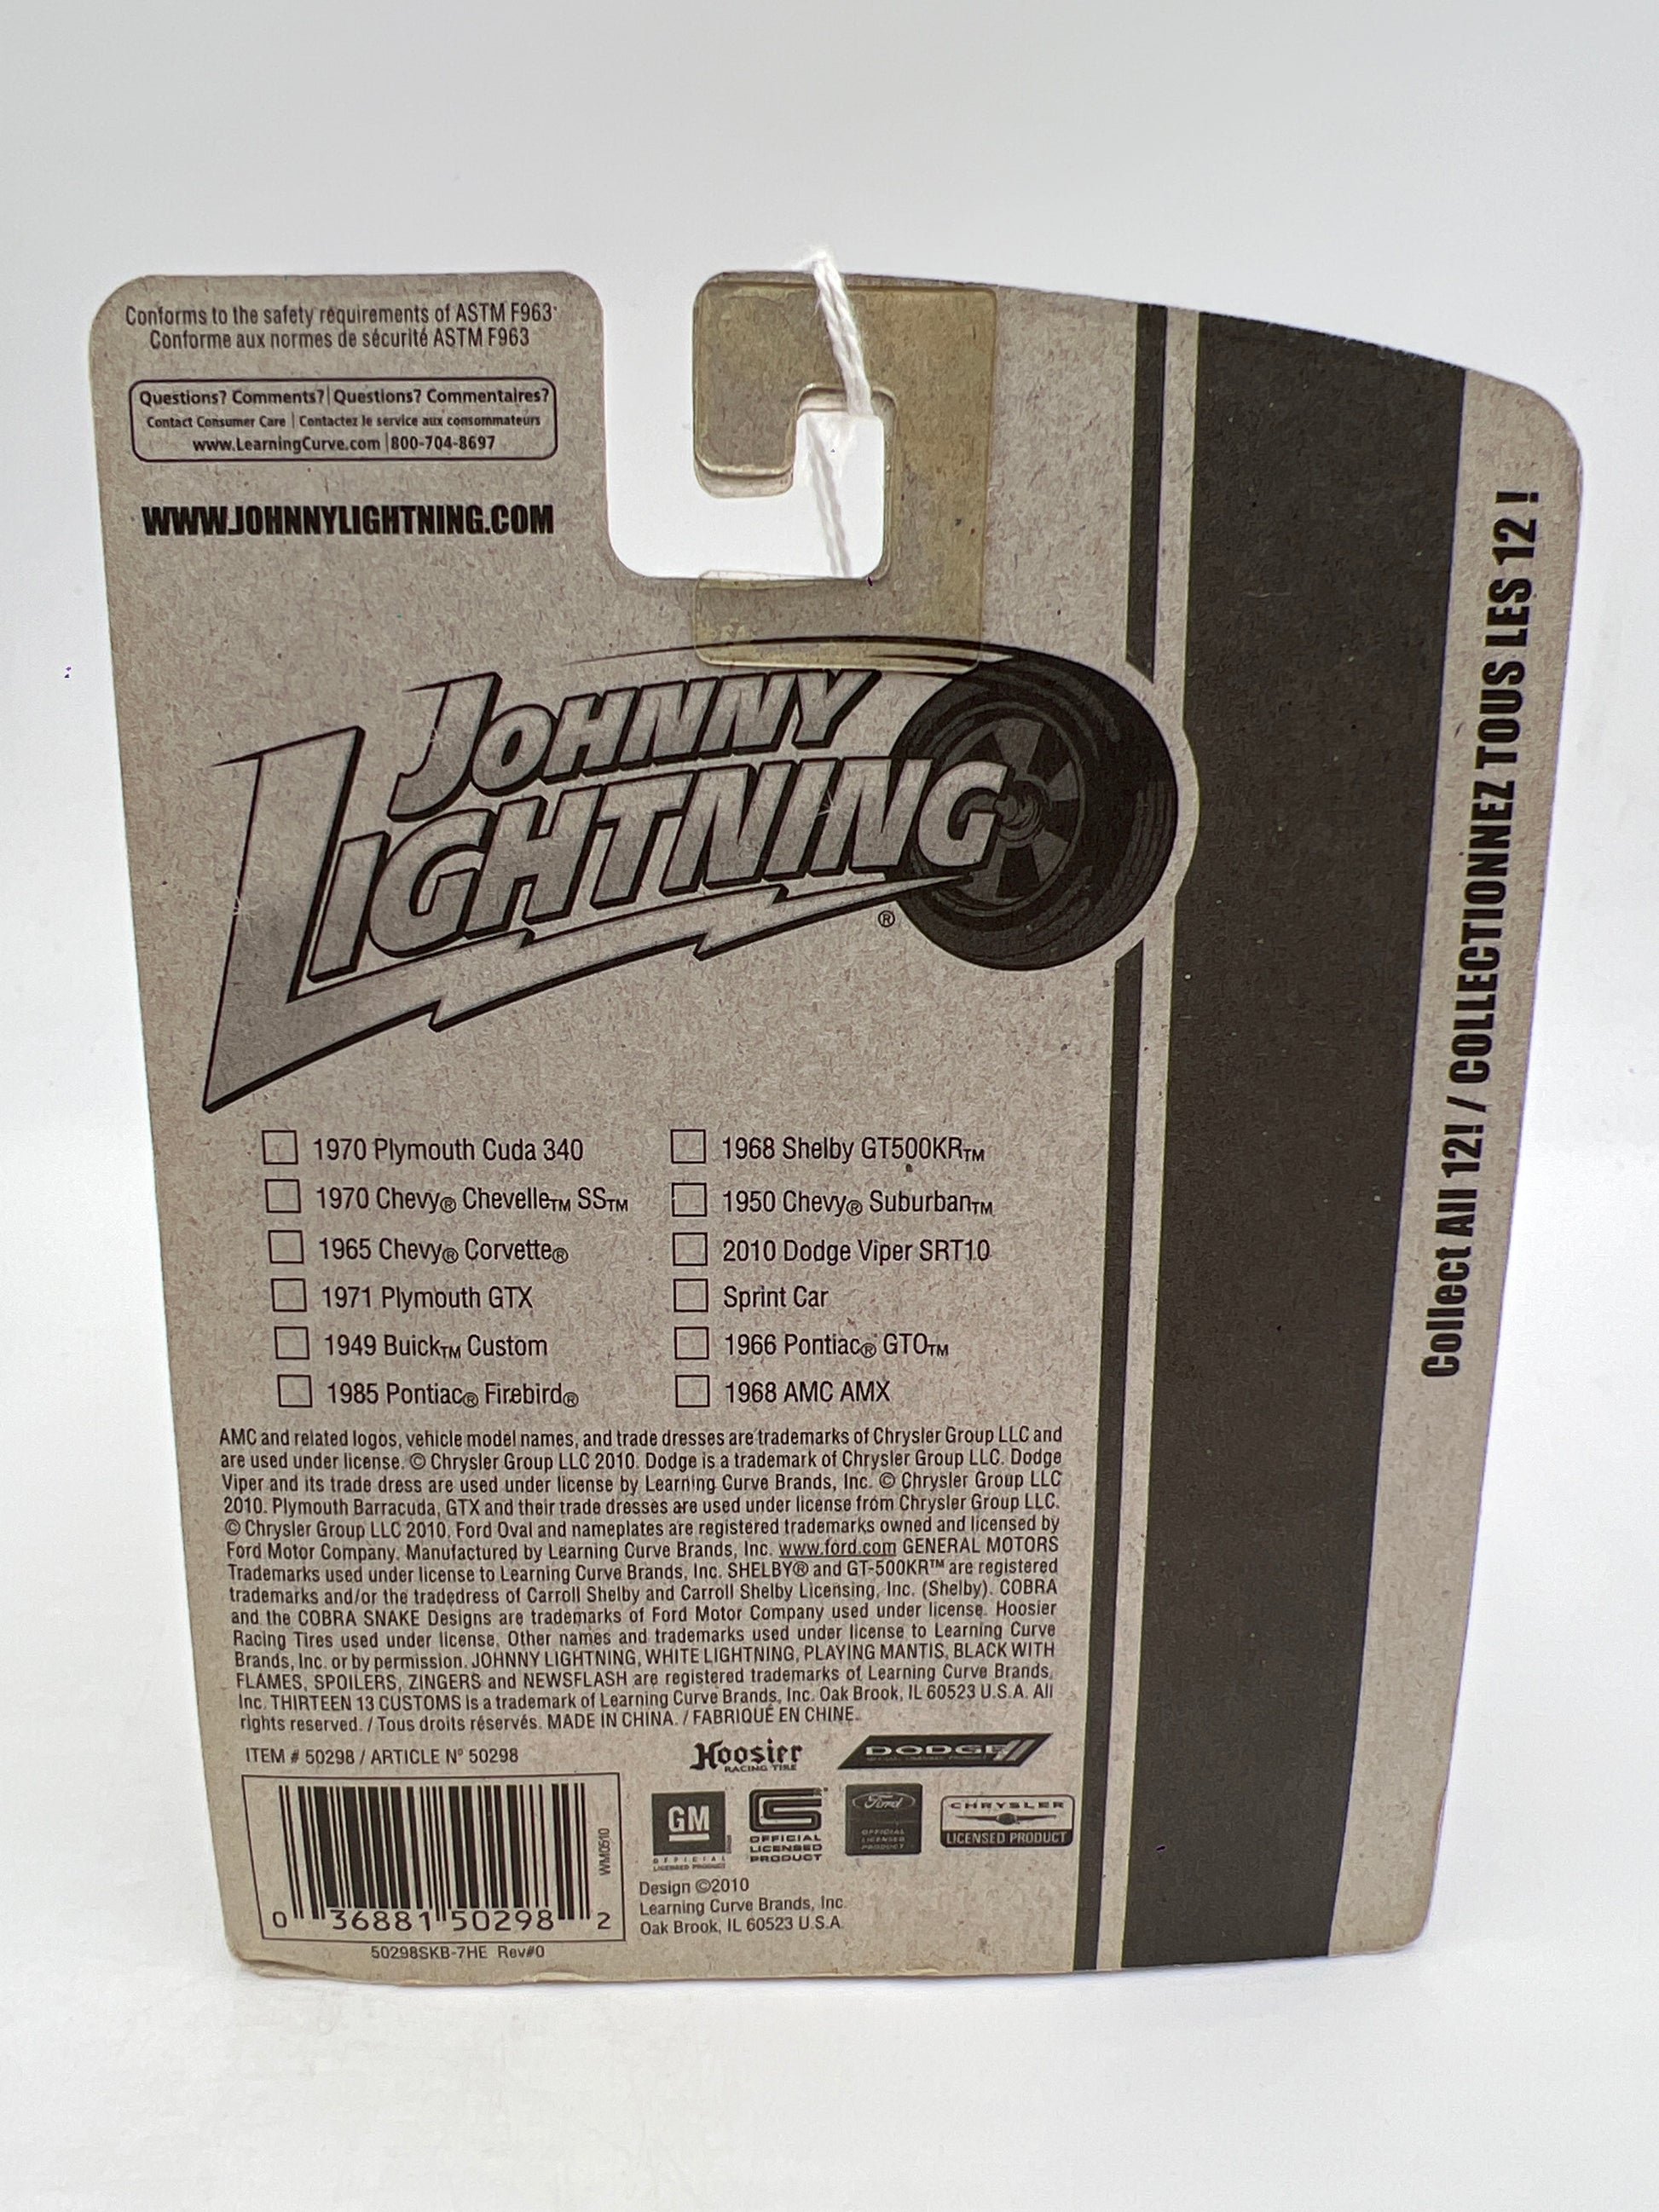 Conforms to the safety requirements of ASTM F963
Conforme aux normes de sécurité ASTM F963
Questions? Comments? | Questions? Commentaires?
Contact Consumer Care | Contactez le service aux consommateurs
www.LearningCurve.com | 800-704-8697
WWW.JOHNNYLIGHTNING.COM
JOHNNY
LIGHTNING®
Collect All 12! / COLLECTIONNEZ TOUS LES 12 !
1970 Plymouth Cuda 340
1970 Chevy® Chevelle™ SS™
1965 Chevy® Corvette®
1971 Plymouth GTX
1949 Buick™ Custom
1985 Pontiac® Firebird®
1968 Shelby GT500KR™
1950 Chevy® Suburban™
2010 Dodge Viper SRT10
Sprint Car
1966 Pontiac® GTO™
1968 AMC AMX
AMC and related logos, vehicle model names, and trade dresses are trademarks of Chrysler Group LLC and
are used under license. © Chrysler Group LLC 2010. Dodge is a trademark of Chrysler Group LLC. Dodge
Viper and its trade dress are used under license by Learning Curve Brands, Inc. © Chrysler Group LLC
2010. Plymouth Barracuda, GTX and their trade dresses are used under license from Chrysler Group LLC.
© Chrysler Group LLC 2010. Ford Oval and nameplates are registered trademarks owned and licensed by
Ford Motor Company. Manufactured by Learning Curve Brands, Inc. www.ford.com GENERAL MOTORS
Trademarks used under license to Learning Curve Brands, Inc. SHELBY® and GT-500KR™ are registered
trademarks and/or the tradedress of Carroll Shelby and Carroll Shelby Licensing, Inc. (Shelby). COBRA
and the COBRA SNAKE Designs are trademarks of Ford Motor Company used under license. Hoosier
Racing Tires used under license. Other names and trademarks used under license to Learning Curve
Brands, Inc. or by permission. JOHNNY LIGHTNING, WHITE LIGHTNING, PLAYING MANTIS, BLACK WITH
FLAMES, SPOILERS, ZINGERS and NEWSFLASH are registered trademarks of Learning Curve Brands,
Inc. THIRTEEN 13 CUSTOMS is a trademark of Learning Curve Brands, Inc. Oak Brook, IL 60523 U.S.A. All
rights reserved. / Tous droits réservés. MADE IN CHINA. / FABRIQUÉ EN CHINE.
ITEM # 50298 / ARTICLE Nº 50298
Hoosier
RACING TIRE
DODGE
GM
OFFICIAL
LICENSED PRODUCT
OFFICIAL
LICENSED
PRODUCT
Ford
OFFICIAL
LICENSED
PRODUCT
CHRYSLER
LICENSED PRODUCT
WM0510
0 36881 50298 2
50298SKB-7HE Rev#0
Design ©2010
Learning Curve Brands, Inc.
Oak Brook, IL 60523 U.S.A.